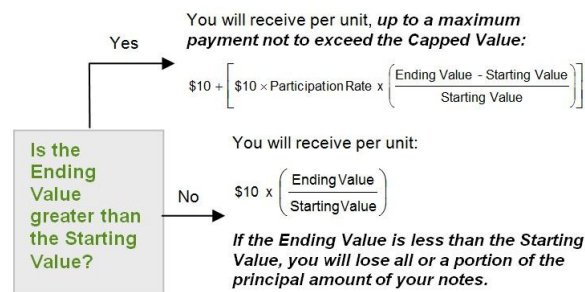 You will receive per unit, up to a maximum
payment not to exceed the Capped Value:
Yes
$10 + [ $10 × Participation Rate x ( Ending Value - Starting Value / Starting Value ) ]
Is the
Ending
Value
greater than
the Starting
Value?
No
You will receive per unit:
$10 x ( Ending Value / Starting Value )
If the Ending Value is less than the Starting
Value, you will lose all or a portion of the
principal amount of your notes.